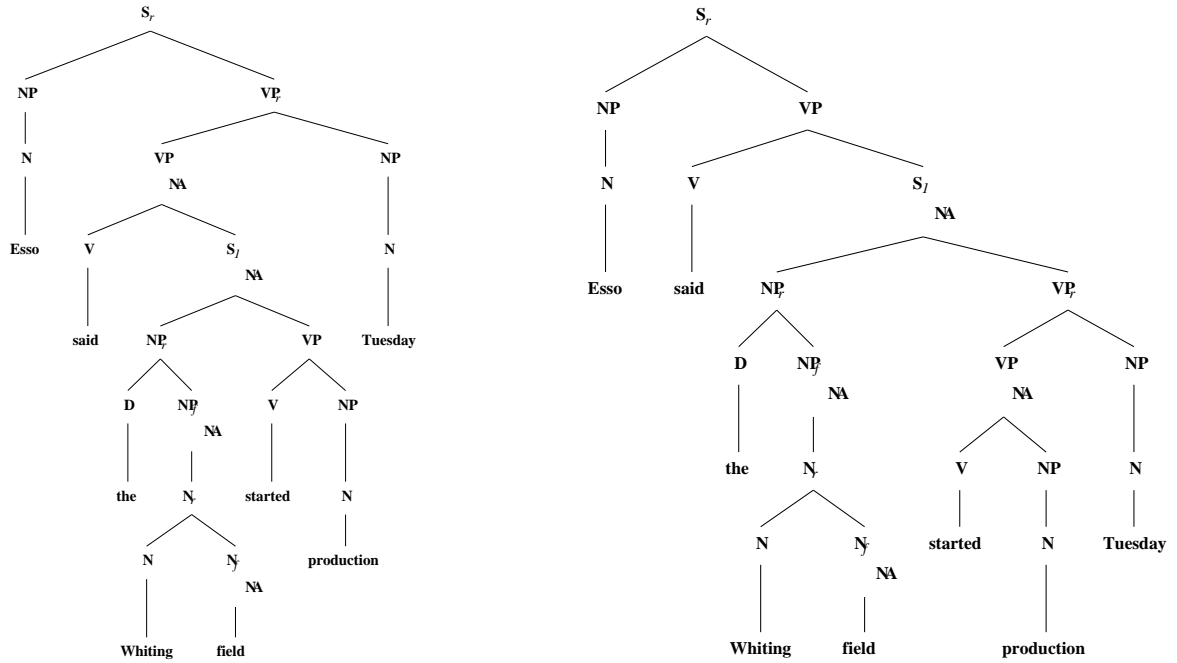 S_r S_r
NP VP_r NP VP
N VP NP N V S_1
NA NA
Esso V S_1 N Esso said NP_r VP_r
NA
said NP_r VP Tuesday D NP_f VP NP
NA NA
D NP_f V NP the N_r V NP N
NA
the N_r started N N N_f started N Tuesday
NA
N N_f production
NA
Whiting field Whiting field production